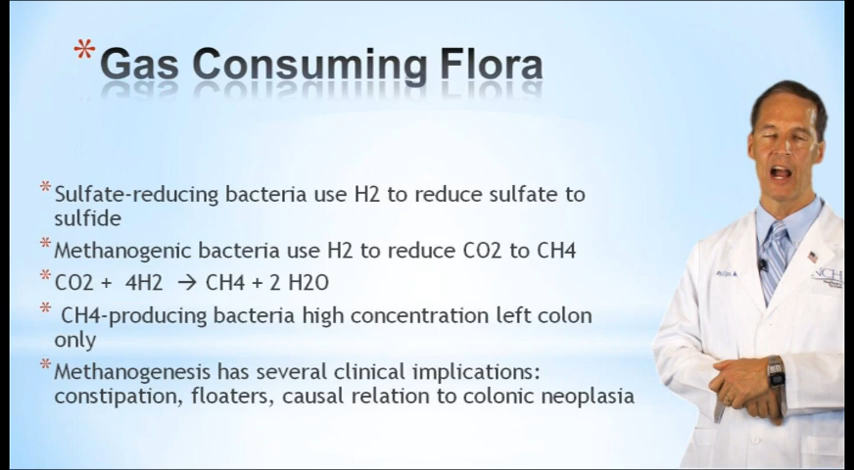 * Gas Consuming Flora
* Sulfate-reducing bacteria use H2 to reduce sulfate to
sulfide
* Methanogenic bacteria use H2 to reduce CO2 to CH4
* CO2 + 4H2 → CH4 + 2 H2O
* CH4-producing bacteria high concentration left colon
only
* Methanogenesis has several clinical implications:
constipation, floaters, causal relation to colonic neoplasia
NCH